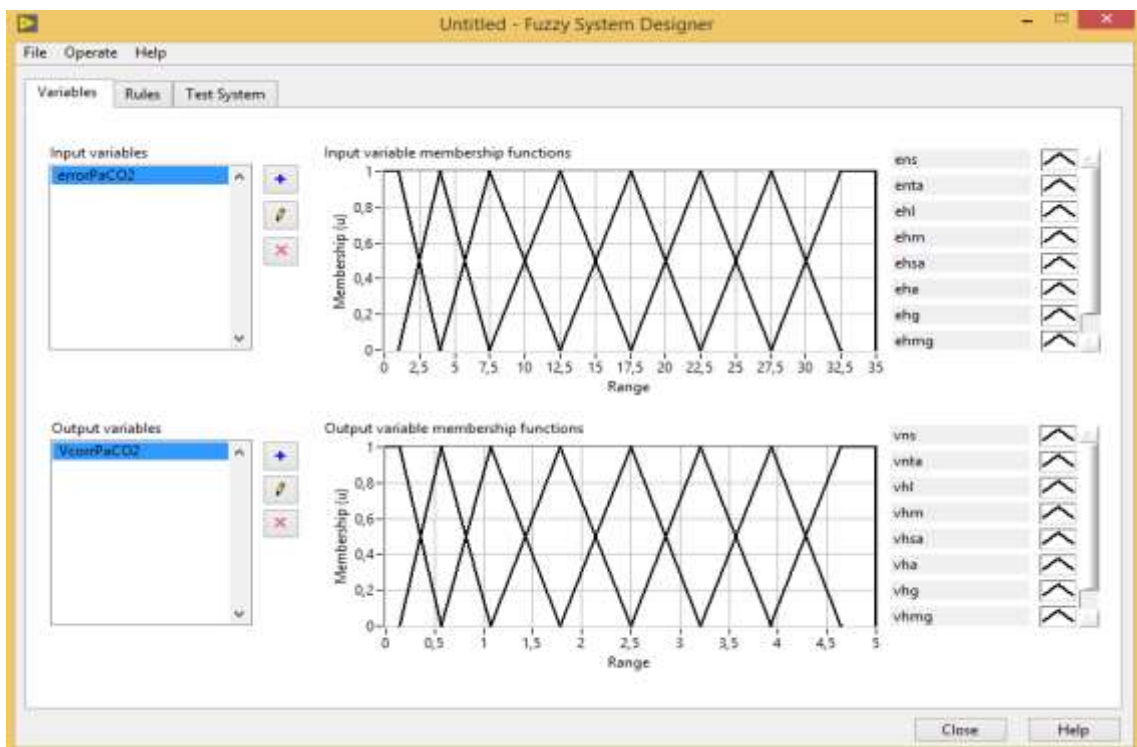 Untitled - Fuzzy System Designer
File Operate Help
Variables Rules Test System
Input variables
errorPaCO2
Input variable membership functions
Membership (u)
1
0,8
0,6
0,4
0,2
0
0 2,5 5 7,5 10 12,5 15 17,5 20 22,5 25 27,5 30 32,5 35
Range
ens
enta
ehl
ehm
ehsa
eha
ehg
ehmg
Output variables
VcorrPaCO2
Output variable membership functions
Membership (u)
1
0,8
0,6
0,4
0,2
0
0 0,5 1 1,5 2 2,5 3 3,5 4 4,5 5
Range
vns
vnta
vhl
vhm
vhsa
vha
vhg
vhmg
Close Help